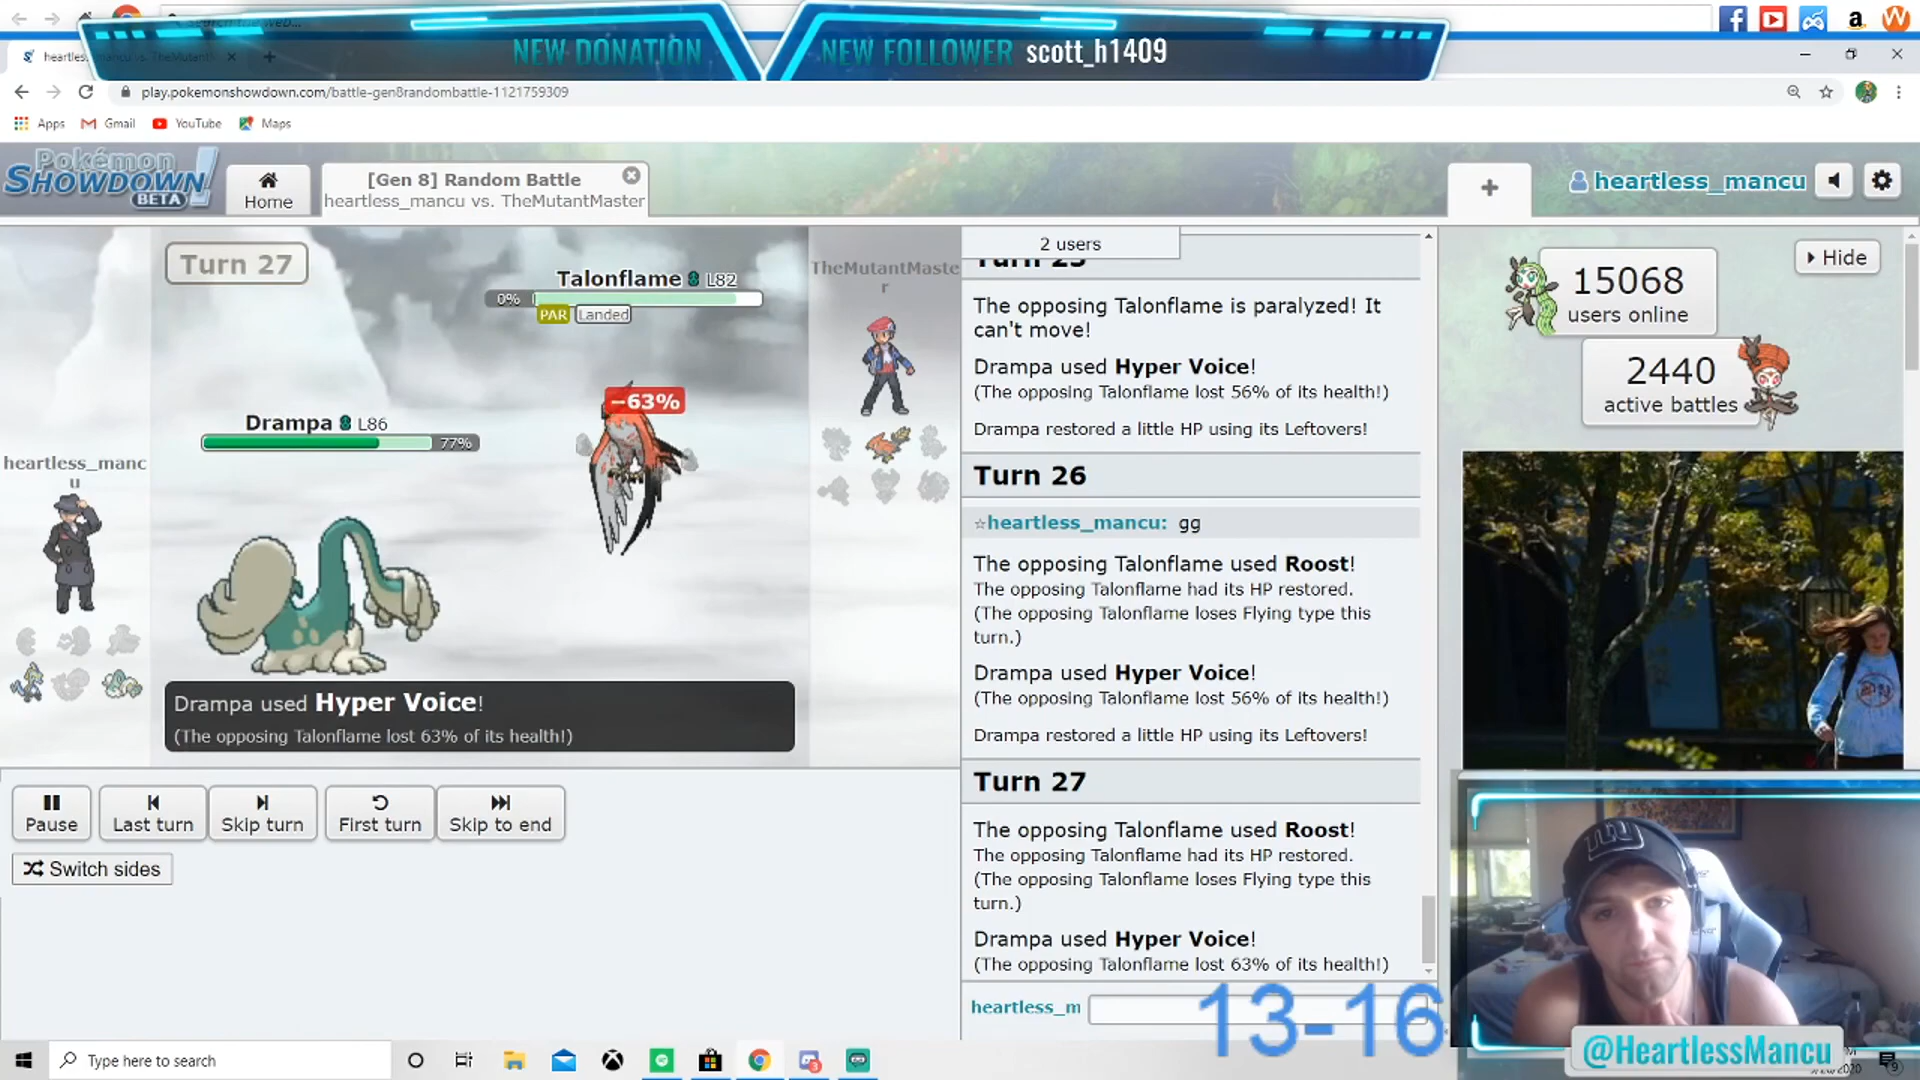 NEW DONATION
NEW FOLLOWER scott_h1409
play.pokemonshowdown.com/battle-gen8randombattle-1121759309
Apps
Gmail
YouTube
Maps
Pokémon
SHOWDOWN!
BETA
Home
[Gen 8] Random Battle
heartless_mancu vs. TheMutantMaster
heartless_mancu
Turn 27
Talonflame L82
0%
PAR
Landed
-63%
Drampa L86
77%
heartless_manc
u
TheMutantMaste
r
Drampa used Hyper Voice!
(The opposing Talonflame lost 63% of its health!)
Pause
Last turn
Skip turn
First turn
Skip to end
Switch sides
2 users
The opposing Talonflame is paralyzed! It
can't move!
Drampa used Hyper Voice!
(The opposing Talonflame lost 56% of its health!)
Drampa restored a little HP using its Leftovers!
Turn 26
☆heartless_mancu: gg
The opposing Talonflame used Roost!
The opposing Talonflame had its HP restored.
(The opposing Talonflame loses Flying type this
turn.)
Drampa used Hyper Voice!
(The opposing Talonflame lost 56% of its health!)
Drampa restored a little HP using its Leftovers!
Turn 27
The opposing Talonflame used Roost!
The opposing Talonflame had its HP restored.
(The opposing Talonflame loses Flying type this
turn.)
Drampa used Hyper Voice!
(The opposing Talonflame lost 63% of its health!)
heartless_m
13-16
15068
users online
2440
active battles
Hide
@HeartlessMancu
Type here to search